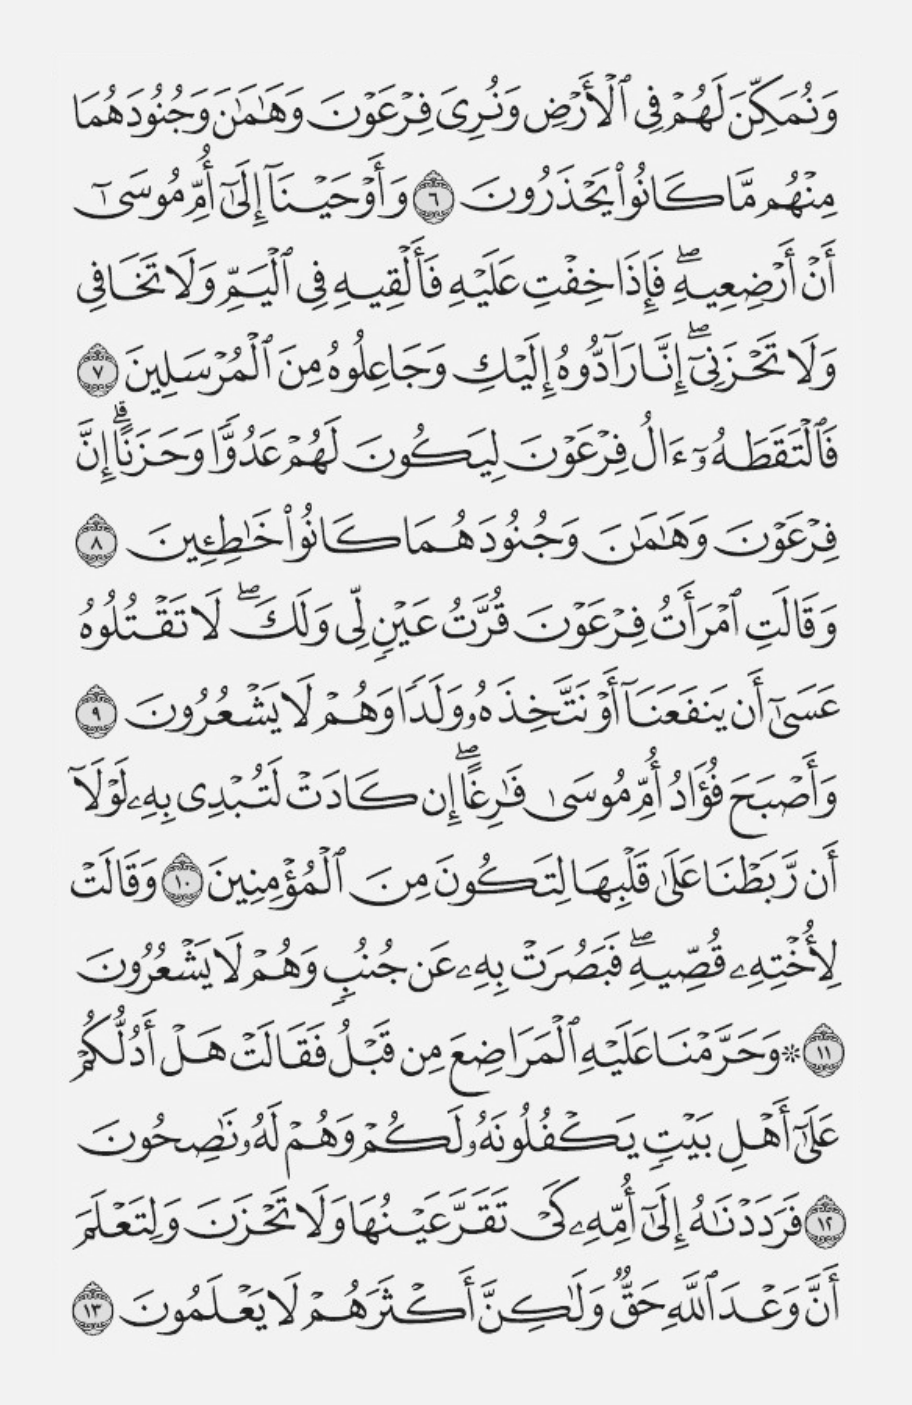 وَنُمَكِّنَ لَهُمۡ فِي ٱلۡأَرۡضِ وَنُرِيَ فِرۡعَوۡنَ وَهَٰمَٰنَ وَجُنُودَهُمَا
مِنۡهُم مَّا كَانُواْ يَحۡذَرُونَ ٦ وَأَوۡحَيۡنَآ إِلَىٰٓ أُمِّ مُوسَىٰٓ
أَنۡ أَرۡضِعِيهِۖ فَإِذَا خِفۡتِ عَلَيۡهِ فَأَلۡقِيهِ فِي ٱلۡيَمِّ وَلَا تَخَافِي
وَلَا تَحۡزَنِيٓۖ إِنَّا رَآدُّوهُ إِلَيۡكِ وَجَاعِلُوهُ مِنَ ٱلۡمُرۡسَلِينَ ٧
فَٱلۡتَقَطَهُۥٓ ءَالُ فِرۡعَوۡنَ لِيَكُونَ لَهُمۡ عَدُوّٗا وَحَزَنًاۗ إِنَّ
فِرۡعَوۡنَ وَهَٰمَٰنَ وَجُنُودَهُمَا كَانُواْ خَٰطِـِٔينَ ٨
وَقَالَتِ ٱمۡرَأَتُ فِرۡعَوۡنَ قُرَّتُ عَيۡنٖ لِّي وَلَكَۖ لَا تَقۡتُلُوهُ
عَسَىٰٓ أَن يَنفَعَنَآ أَوۡ نَتَّخِذَهُۥ وَلَدٗا وَهُمۡ لَا يَشۡعُرُونَ ٩
وَأَصۡبَحَ فُؤَادُ أُمِّ مُوسَىٰ فَٰرِغًاۖ إِن كَادَتۡ لَتُبۡدِي بِهِۦ لَوۡلَآ
أَن رَّبَطۡنَا عَلَىٰ قَلۡبِهَا لِتَكُونَ مِنَ ٱلۡمُؤۡمِنِينَ ١٠ وَقَالَتۡ
لِأُخۡتِهِۦ قُصِّيهِۖ فَبَصُرَتۡ بِهِۦ عَن جُنُبٖ وَهُمۡ لَا يَشۡعُرُونَ
١١ ۞ وَحَرَّمۡنَا عَلَيۡهِ ٱلۡمَرَاضِعَ مِن قَبۡلُ فَقَالَتۡ هَلۡ أَدُلُّكُمۡ
عَلَىٰٓ أَهۡلِ بَيۡتٖ يَكۡفُلُونَهُۥ لَكُمۡ وَهُمۡ لَهُۥ نَٰصِحُونَ
١٢ فَرَدَدۡنَٰهُ إِلَىٰٓ أُمِّهِۦ كَيۡ تَقَرَّ عَيۡنُهَا وَلَا تَحۡزَنَ وَلِتَعۡلَمَ
أَنَّ وَعۡدَ ٱللَّهِ حَقّٞ وَلَٰكِنَّ أَكۡثَرَهُمۡ لَا يَعۡلَمُونَ ١٣